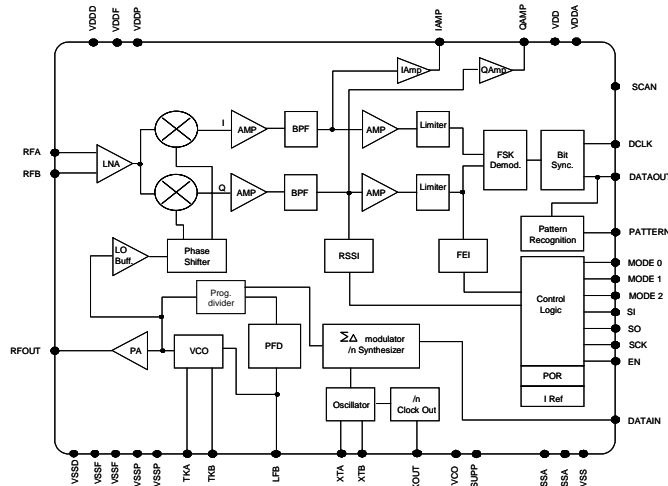 VDDD
VDDF
VDDP
IAMP
QAMP
VDD
VDDA
IAmp
QAmp
SCAN
I
AMP
BPF
AMP
Limiter
RFA
RFB
LNA
FSK
Demod.
Bit
Sync.
DCLK
DATAOUT
Q
AMP
BPF
AMP
Limiter
LO
Buff.
Phase
Shifter
RSSI
FEI
Pattern
Recognition
PATTERN
Prog.
divider
Control
Logic
MODE 0
MODE 1
MODE 2
SI
SO
SCK
EN
RFOUT
PA
VCO
PFD
ΣΔ modulator
/n Synthesizer
POR
I Ref
Oscillator
/n
Clock Out
DATAIN
VSSD
VSSF
VSSF
VSSP
VSSP
TKA
TKB
LFB
XTA
XTB
XOUT
VCO
SUPP
SSA
SSA
VSS